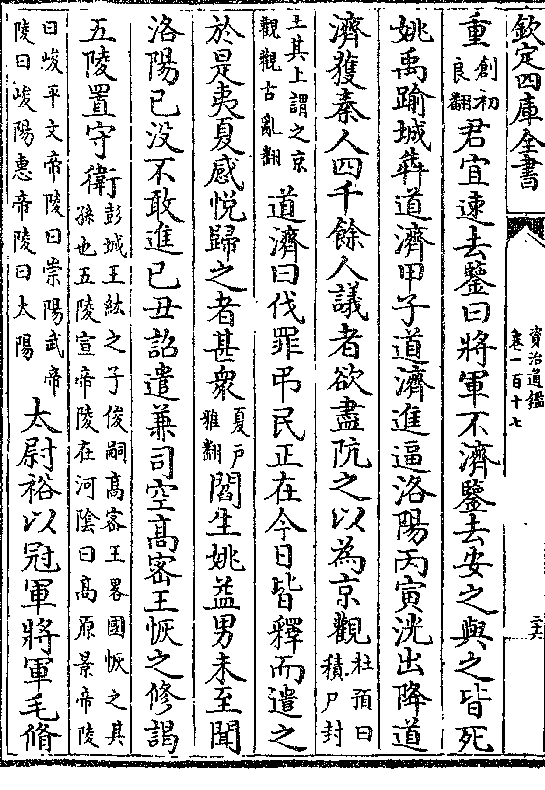 欽定四庫全書
資治通鑑
卷一百十七
二六
重創初良翻君宜速去鑒曰將軍不濟鑒去安之與之皆死
姚禹踰城奔道濟甲子道濟進逼洛陽丙寅洸出降道
濟獲秦人四千餘人議者欲盡阬之以為京觀杜預曰積尸封
土其上謂之京觀觀古亂翻道濟曰伐罪弔民正在今日皆釋而遣之
於是夷夏感悅歸之者甚衆夏戶雅翻閻生姚益男未至聞
洛陽已没不敢進己丑詔遣兼司空高密王恢之修謁
五陵置守衛彭城王紘之子俊嗣高密王畧國恢之其孫也五陵宣帝陵在河陰曰高原景帝陵
曰峻平文帝陵曰崇陽武帝陵曰峻陽惠帝陵曰太陽太尉裕以冠軍將軍毛脩